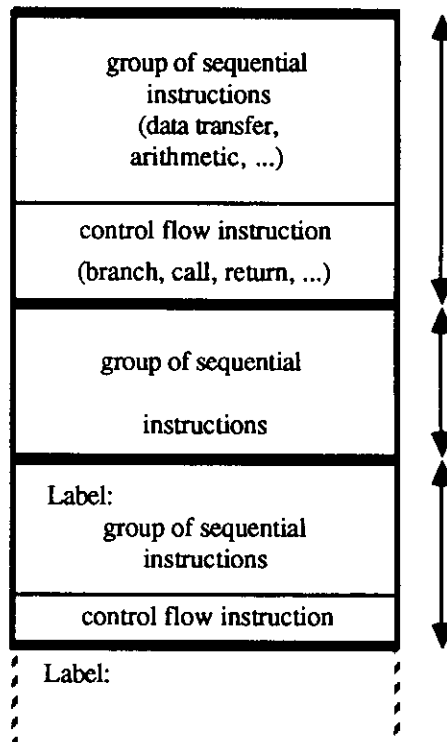 group of sequential
instructions
(data transfer,
arithmetic, ...)
control flow instruction
(branch, call, return, ...)
group of sequential
instructions
Label:
group of sequential
instructions
control flow instruction
Label: